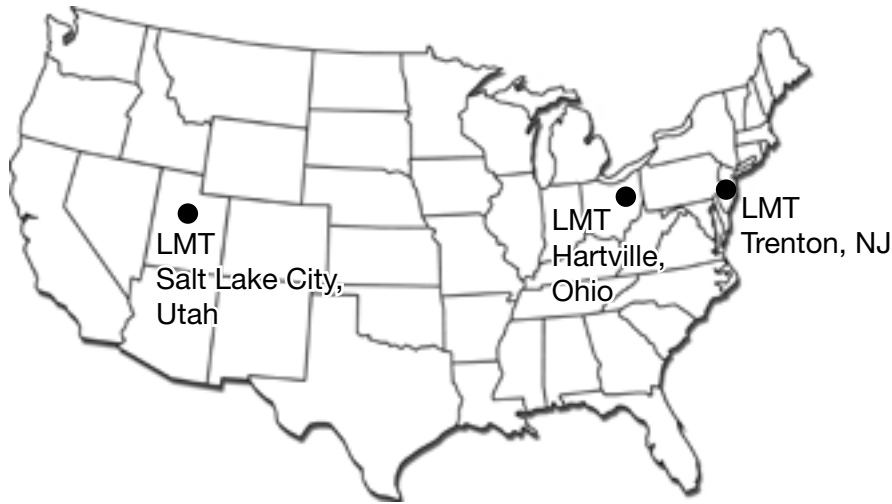 LMT
Salt Lake City,
Utah
LMT
Hartville,
Ohio
LMT
Trenton, NJ